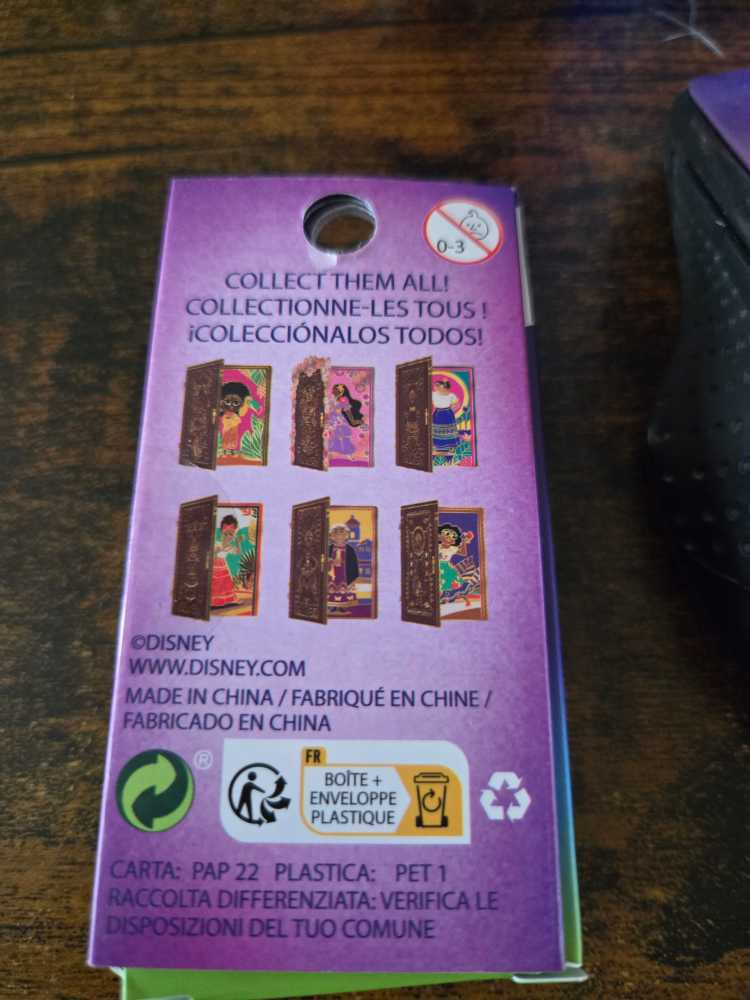 0-3
COLLECT THEM ALL!
COLLECTIONNE-LES TOUS !
¡COLECCIÓNALOS TODOS!
©DISNEY
WWW.DISNEY.COM
MADE IN CHINA / FABRIQUÉ EN CHINE /
FABRICADO EN CHINA
®
FR
BOÎTE +
ENVELOPPE
PLASTIQUE
CARTA: PAP 22 PLASTICA: PET 1
RACCOLTA DIFFERENZIATA: VERIFICA LE
DISPOSIZIONI DEL TUO COMUNE